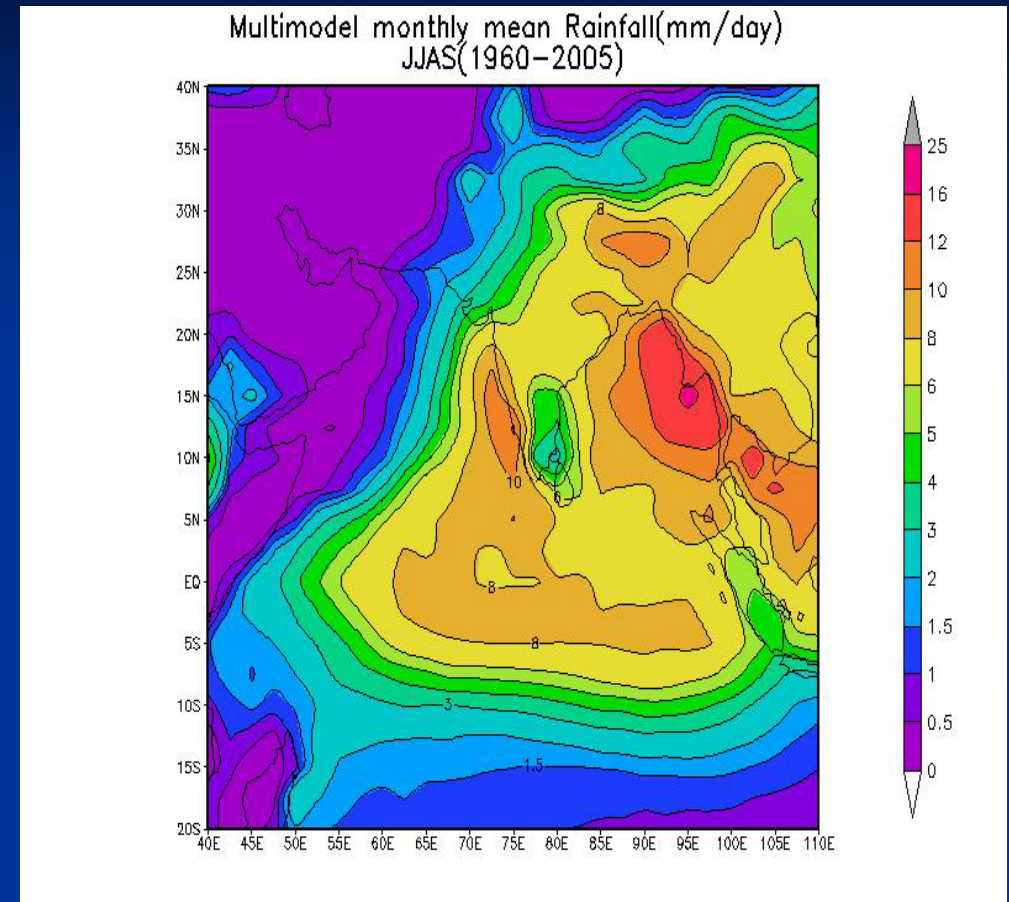 Multimodel monthly mean Rainfall(mm/day)
JJAS(1960-2005)
40N
35N
30N
25N
20N
15N
10N
5N
EQ
5S
10S
15S
20S
40E 45E 50E 55E 60E 65E 70E 75E 80E 85E 90E 95E 100E 105E 110E
8
10
6
8
8
3
1.5
25
16
12
10
8
6
5
4
3
2
1.5
1
0.5
0